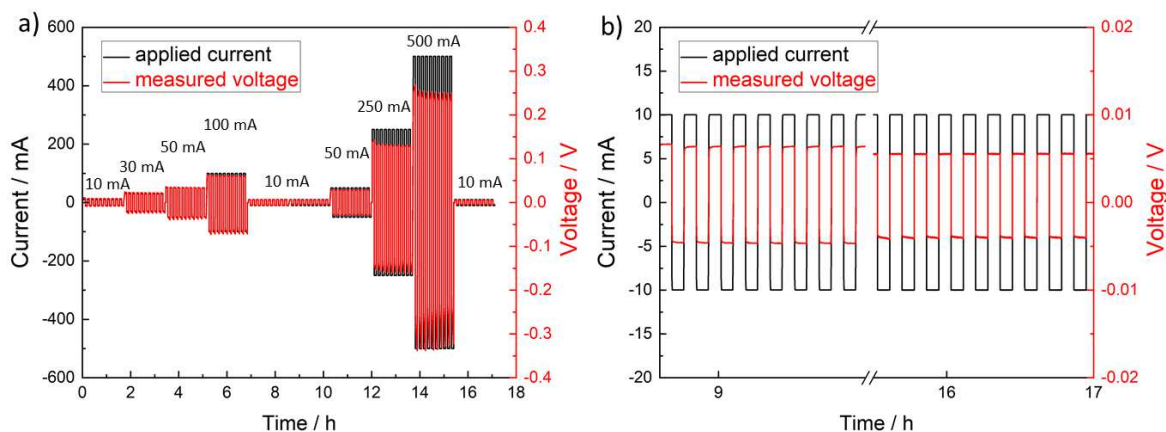 a)
applied current
measured voltage
10 mA
30 mA
50 mA
100 mA
10 mA
50 mA
250 mA
500 mA
10 mA
600
400
200
0
-200
-400
-600
Current / mA
0.4
0.3
0.2
0.1
0.0
-0.1
-0.2
-0.3
-0.4
Voltage / V
0 2 4 6 8 10 12 14 16 18
Time / h
b)
applied current
measured voltage
20
15
10
5
0
-5
-10
-15
-20
Current / mA
0.02
0.01
0.00
-0.01
-0.02
Voltage / V
9 16 17
Time / h